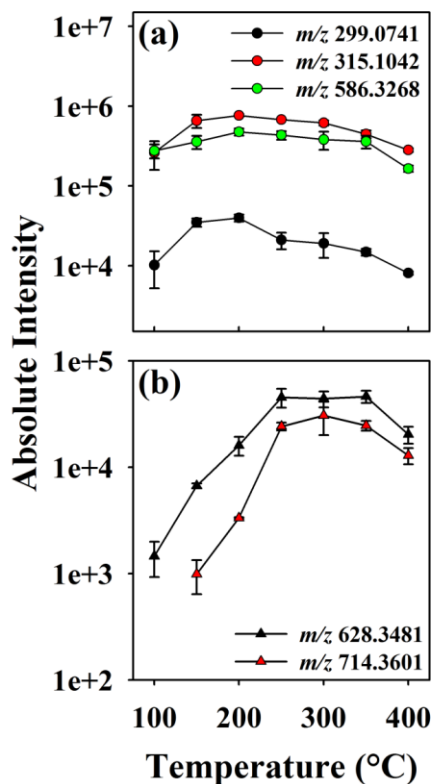 (a)
m/z 299.0741
m/z 315.1042
m/z 586.3268
1e+7
1e+6
1e+5
1e+4
Absolute Intensity
(b)
1e+5
1e+4
1e+3
1e+2
m/z 628.3481
m/z 714.3601
100 200 300 400
Temperature (°C)